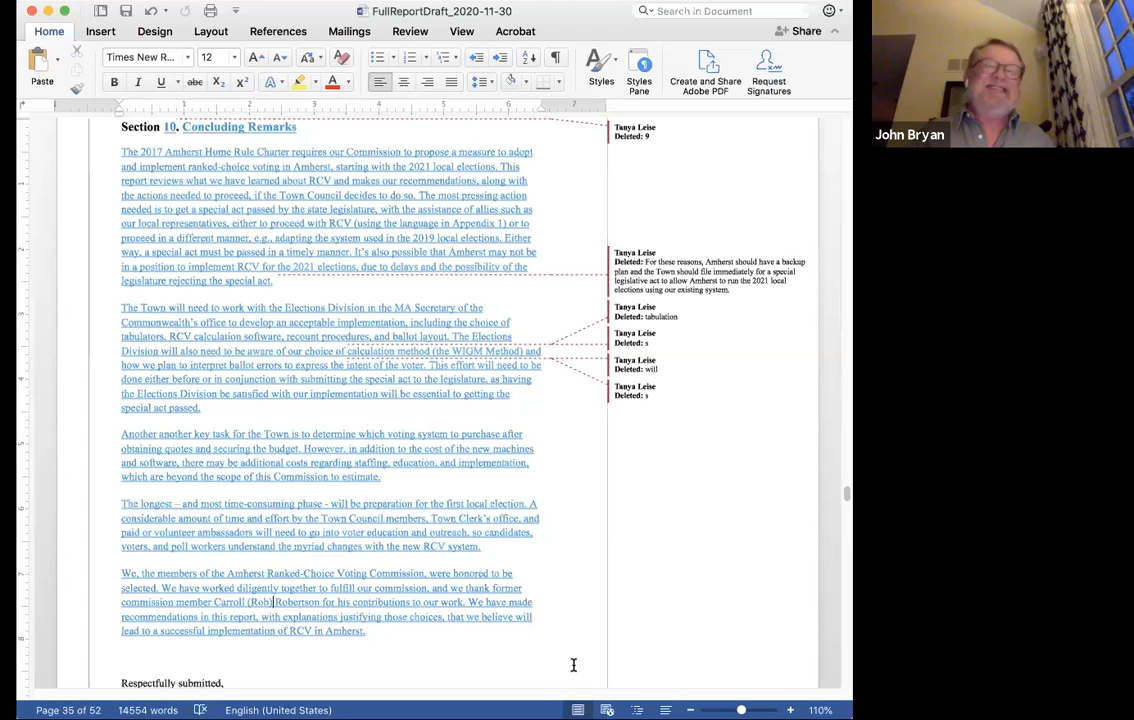 FullReportDraft_2020-11-30
Search in Document
Home Insert Design Layout References Mailings Review View Acrobat Share
Paste
Times New R... 12
Styles
Styles Pane
Create and Share Adobe PDF
Request Signatures
John Bryan
1 2 3 4 5 6 7
Section 10. Concluding Remarks
The 2017 Amherst Home Rule Charter requires our Commission to propose a measure to adopt
and implement ranked-choice voting in Amherst, starting with the 2021 local elections. This
report reviews what we have learned about RCV and makes our recommendations, along with
the actions needed to proceed, if the Town Council decides to do so. The most pressing action
needed is to get a special act passed by the state legislature, with the assistance of allies such as
our local representatives, either to proceed with RCV (using the language in Appendix 1) or to
proceed in a different manner, e.g., adapting the system used in the 2019 local elections. Either
way, a special act must be passed in a timely manner. It's also possible that Amherst may not be
in a position to implement RCV for the 2021 elections, due to delays and the possibility of the
legislature rejecting the special act.
The Town will need to work with the Elections Division in the MA Secretary of the
Commonwealth's office to develop an acceptable implementation, including the choice of
tabulators, RCV calculation software, recount procedures, and ballot layout. The Elections
Division will also need to be aware of our choice of calculation method (the WIGM Method) and
how we plan to interpret ballot errors to express the intent of the voter. This effort will need to be
done either before or in conjunction with submitting the special act to the legislature, as having
the Elections Division be satisfied with our implementation will be essential to getting the
special act passed.
Another another key task for the Town is to determine which voting system to purchase after
obtaining quotes and securing the budget. However, in addition to the cost of the new machines
and software, there may be additional costs regarding staffing, education, and implementation,
which are beyond the scope of this Commission to estimate.
The longest – and most time-consuming phase - will be preparation for the first local election. A
considerable amount of time and effort by the Town Council members, Town Clerk's office, and
paid or volunteer ambassadors will need to go into voter education and outreach, so candidates,
voters, and poll workers understand the myriad changes with the new RCV system.
We, the members of the Amherst Ranked-Choice Voting Commission, were honored to be
selected. We have worked diligently together to fulfill our commission, and we thank former
commission member Carroll (Rob) Robertson for his contributions to our work. We have made
recommendations in this report, with explanations justifying those choices, that we believe will
lead to a successful implementation of RCV in Amherst.
Respectfully submitted,
Tanya Leise
Deleted: 9
Tanya Leise
Deleted: For these reasons, Amherst should have a backup
plan and the Town should file immediately for a special
legislative act to allow Amherst to run the 2021 local
elections using our existing system.
Tanya Leise
Deleted: tabulation
Tanya Leise
Deleted: s
Tanya Leise
Deleted: will
Tanya Leise
Deleted: s
Page 35 of 52 14554 words English (United States) 110%